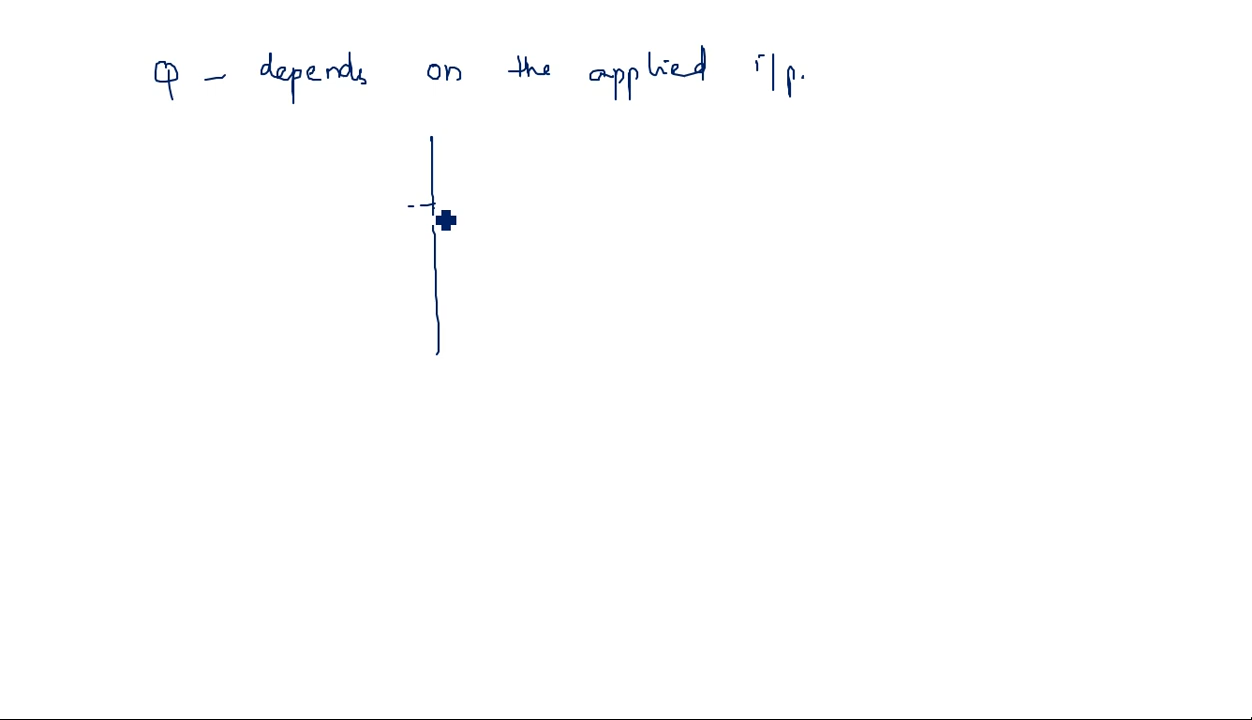 Q - depends on the applied i/p.